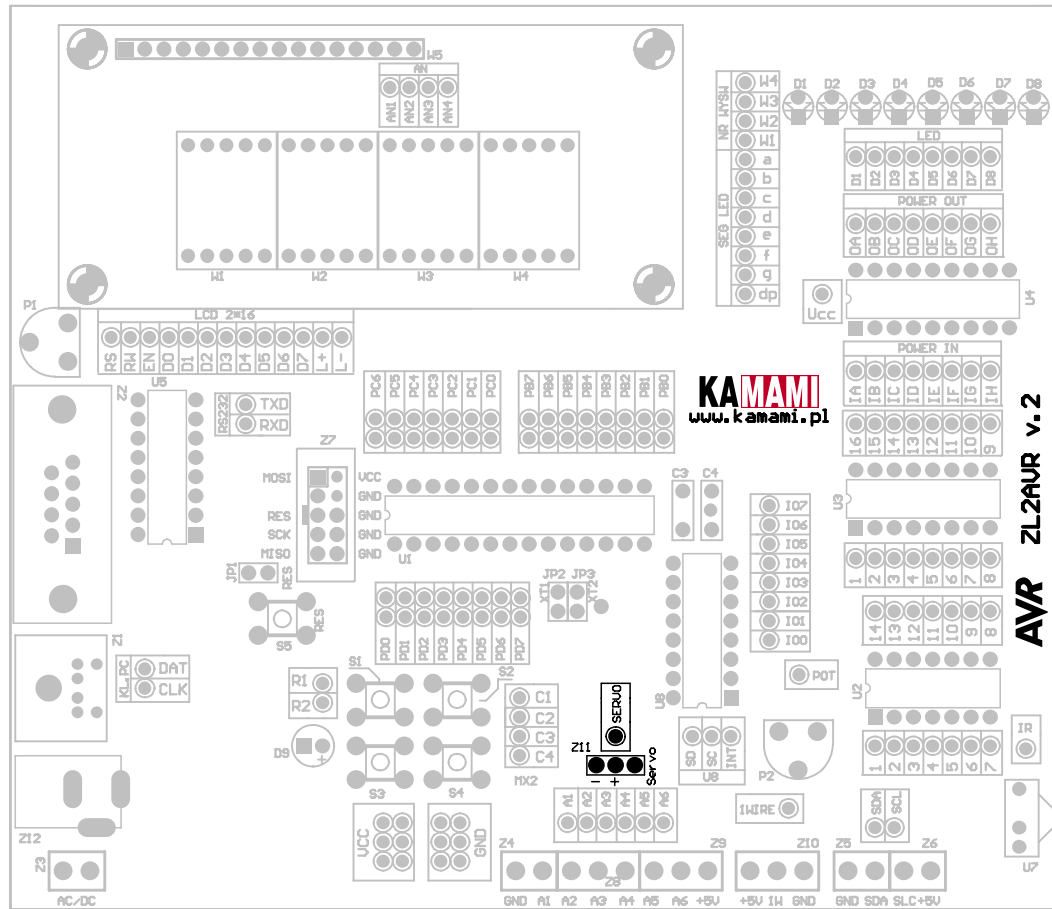 W5
AN
AN1 AN2 AN3 AN4
W1 W2 W3 W4
NR WYSW
W4
W3
W2
W1
SEG LED
a
b
c
d
e
f
g
dp
D1 D2 D3 D4 D5 D6 D7 D8
LED
D1 D2 D3 D4 D5 D6 D7 D8
POWER OUT
OA OB OC OD OE OF OG OH
U4
Ucc
P1
LCD 2*16
RS RW EN D0 D1 D2 D3 D4 D5 D6 D7 L+ L-
POWER IN
IA IB IC ID IE IF IG IH
16 15 14 13 12 11 10 9
U3
1 2 3 4 5 6 7 8
Z2
U5
RS232
TXD
RXD
PC6 PC5 PC4 PC3 PC2 PC1 PC0
PB7 PB6 PB5 PB4 PB3 PB2 PB1 PB0
KAMAMI
www.kamami.pl
AVR ZL2AVR v.2
Z7
MOSI VCC
GND
RES GND
SCK GND
MISO GND
U1
C3 C4
IO7
IO6
IO5
IO4
IO3
IO2
IO1
IO0
JP1
RES
RES
S5
JP2 JP3
XT1 XT2
PD0 PD1 PD2 PD3 PD4 PD5 PD6 PD7
14 13 12 11 10 9 8
U2
1 2 3 4 5 6 7
Z1
KL.PC
DAT
CLK
R1
R2
D9
+
S1 S2
S3 S4
C1
C2
C3
C4
MX2
SERVO
Z11
Servo
- +
U8
SD SC INT
U8
POT
P2
IR
U7
A1 A2 A3 A4 A5 A6
1WIRE
SDA SCL
Z12
Z3
AC/DC
VCC GND
Z4 Z8 Z9 Z10 Z5 Z6
GND A1 A2 A3 A4 A5 A6 +5V +5V 1W GND GND SDA SLC+5V